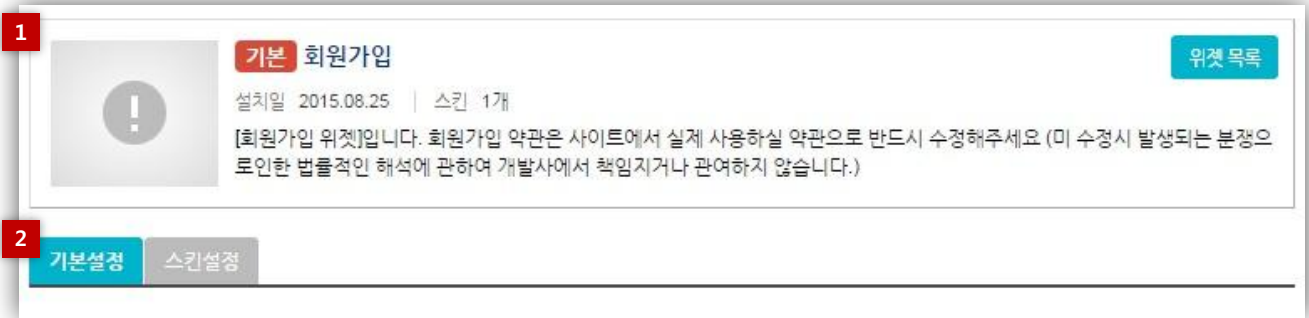 1
기본 회원가입
위젯 목록
설치일 2015.08.25 | 스킨 1개
[회원가입 위젯]입니다. 회원가입 약관은 사이트에서 실제 사용하실 약관으로 반드시 수정해주세요 (미 수정시 발생되는 분쟁으
로인한 법률적인 해석에 관하여 개발사에서 책임지거나 관여하지 않습니다.)
2
기본설정 스킨설정